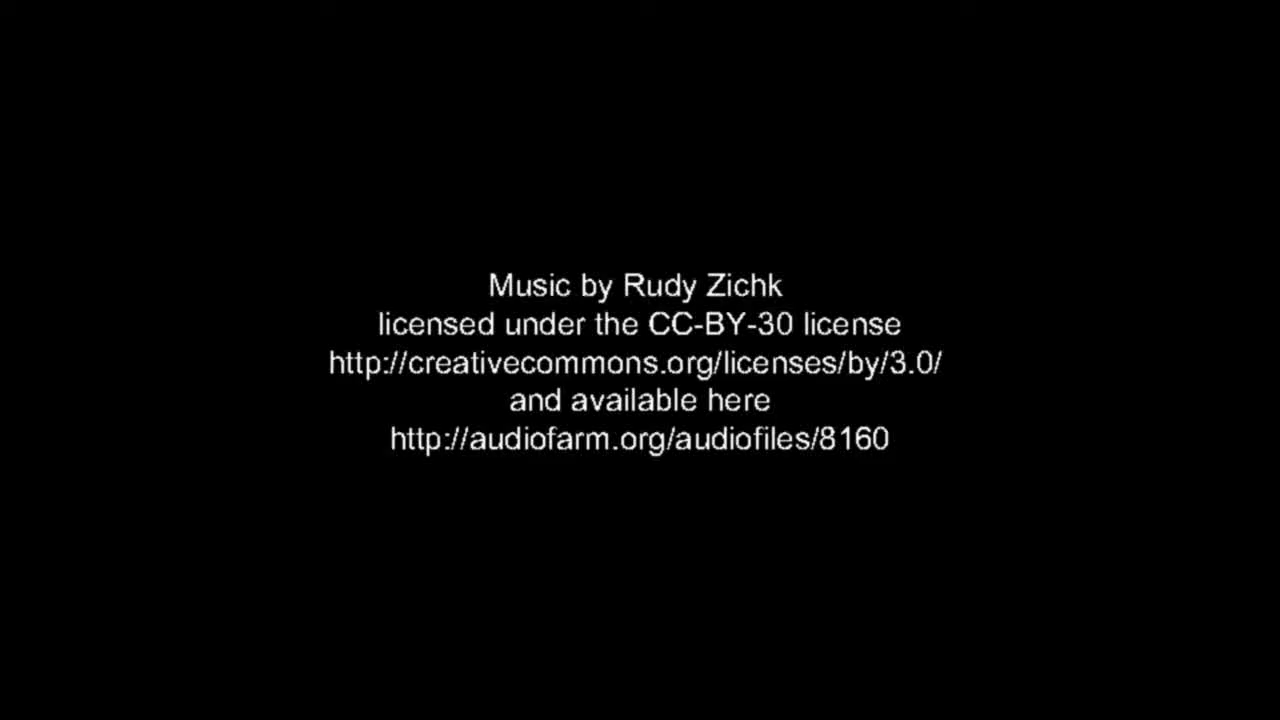 Music by Rudy Zichk
licensed under the CC-BY-30 license
http://creativecommons.org/licenses/by/3.0/
and available here
http://audiofarm.org/audiofiles/8160